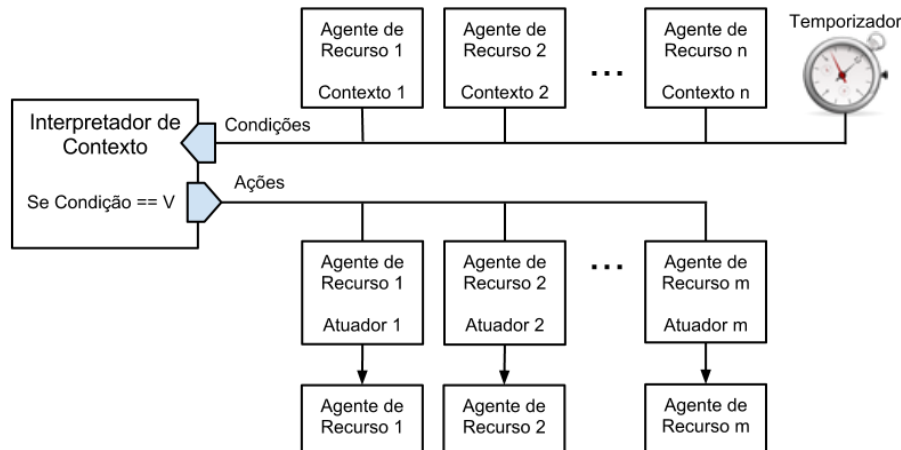 Agente de
Recurso 1
Contexto 1
Agente de
Recurso 2
Contexto 2
...
Agente de
Recurso n
Contexto n
Temporizador
Interpretador de
Contexto
Se Condição == V
Condições
Ações
Agente de
Recurso 1
Atuador 1
Agente de
Recurso 2
Atuador 2
...
Agente de
Recurso m
Atuador m
Agente de
Recurso 1
Agente de
Recurso 2
Agente de
Recurso m